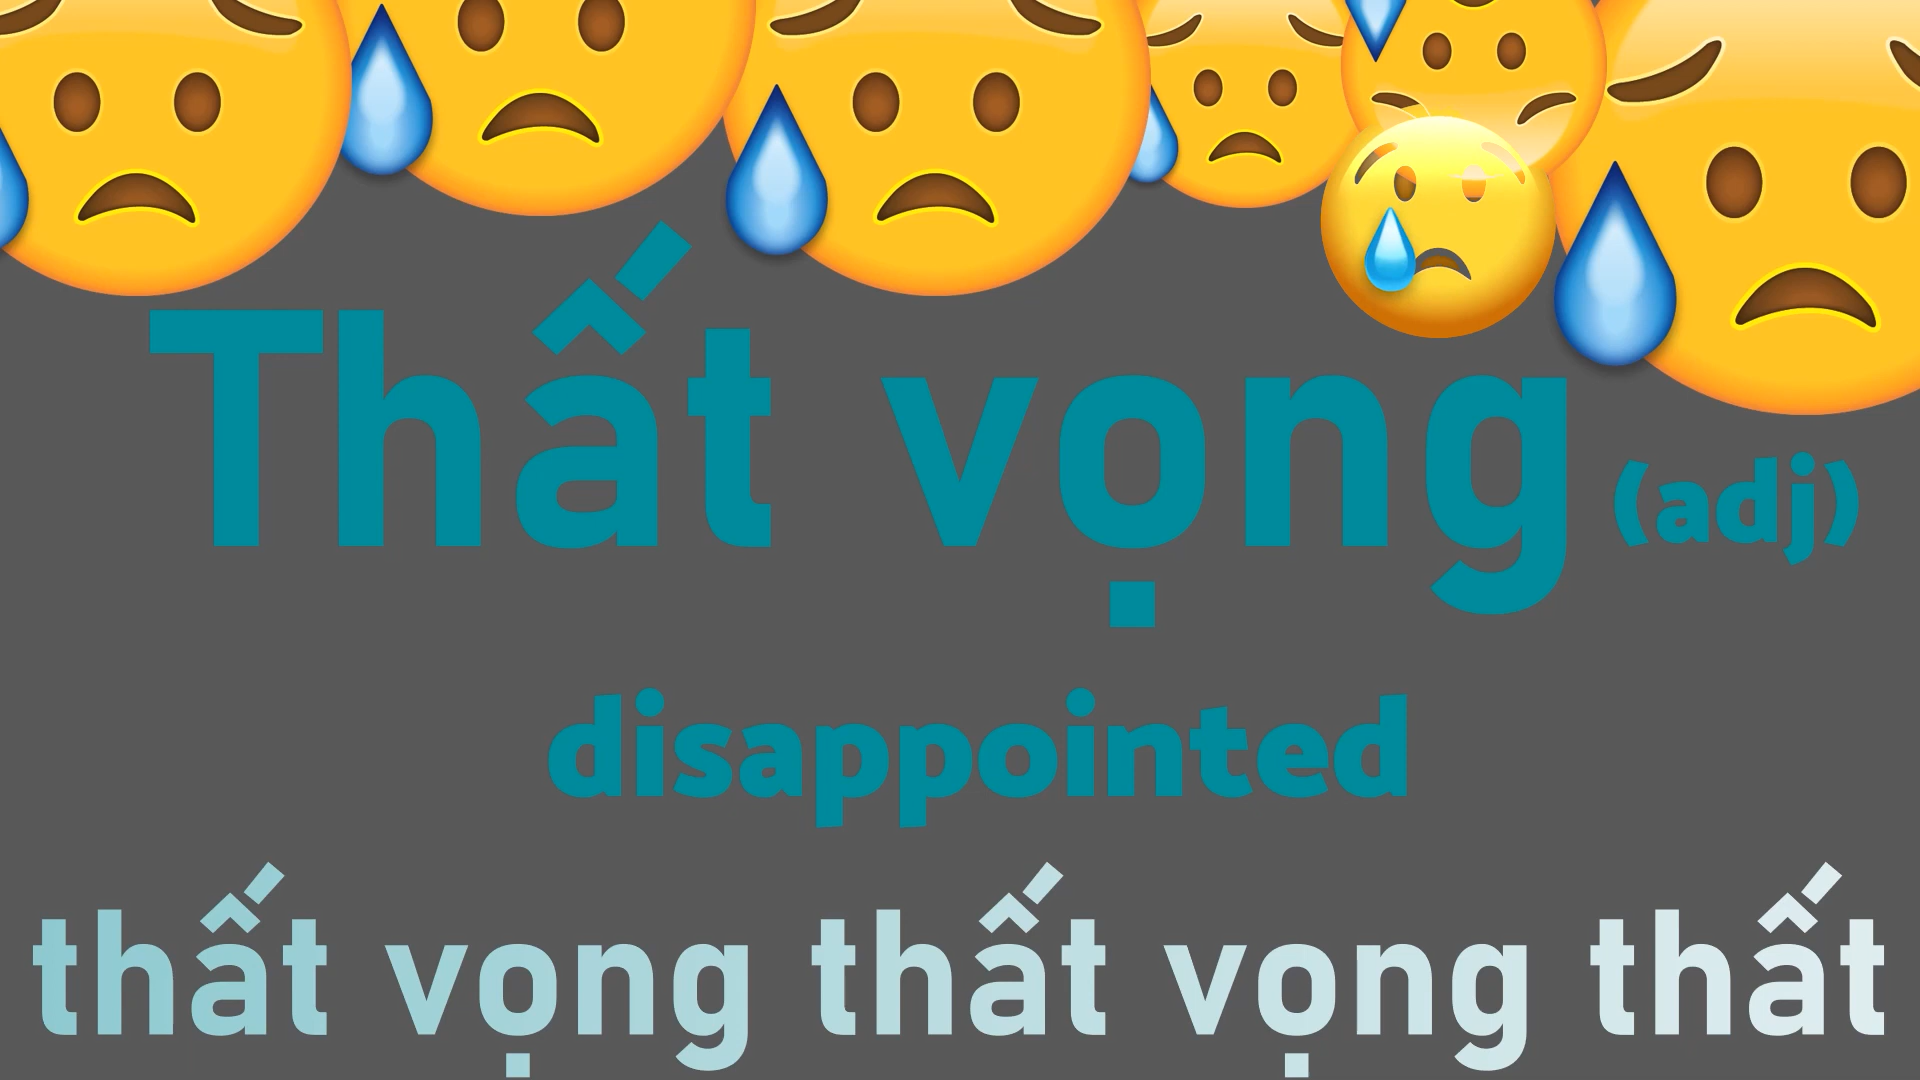 Thất vọng (adj)
disappointed
thất vọng thất vọng thất